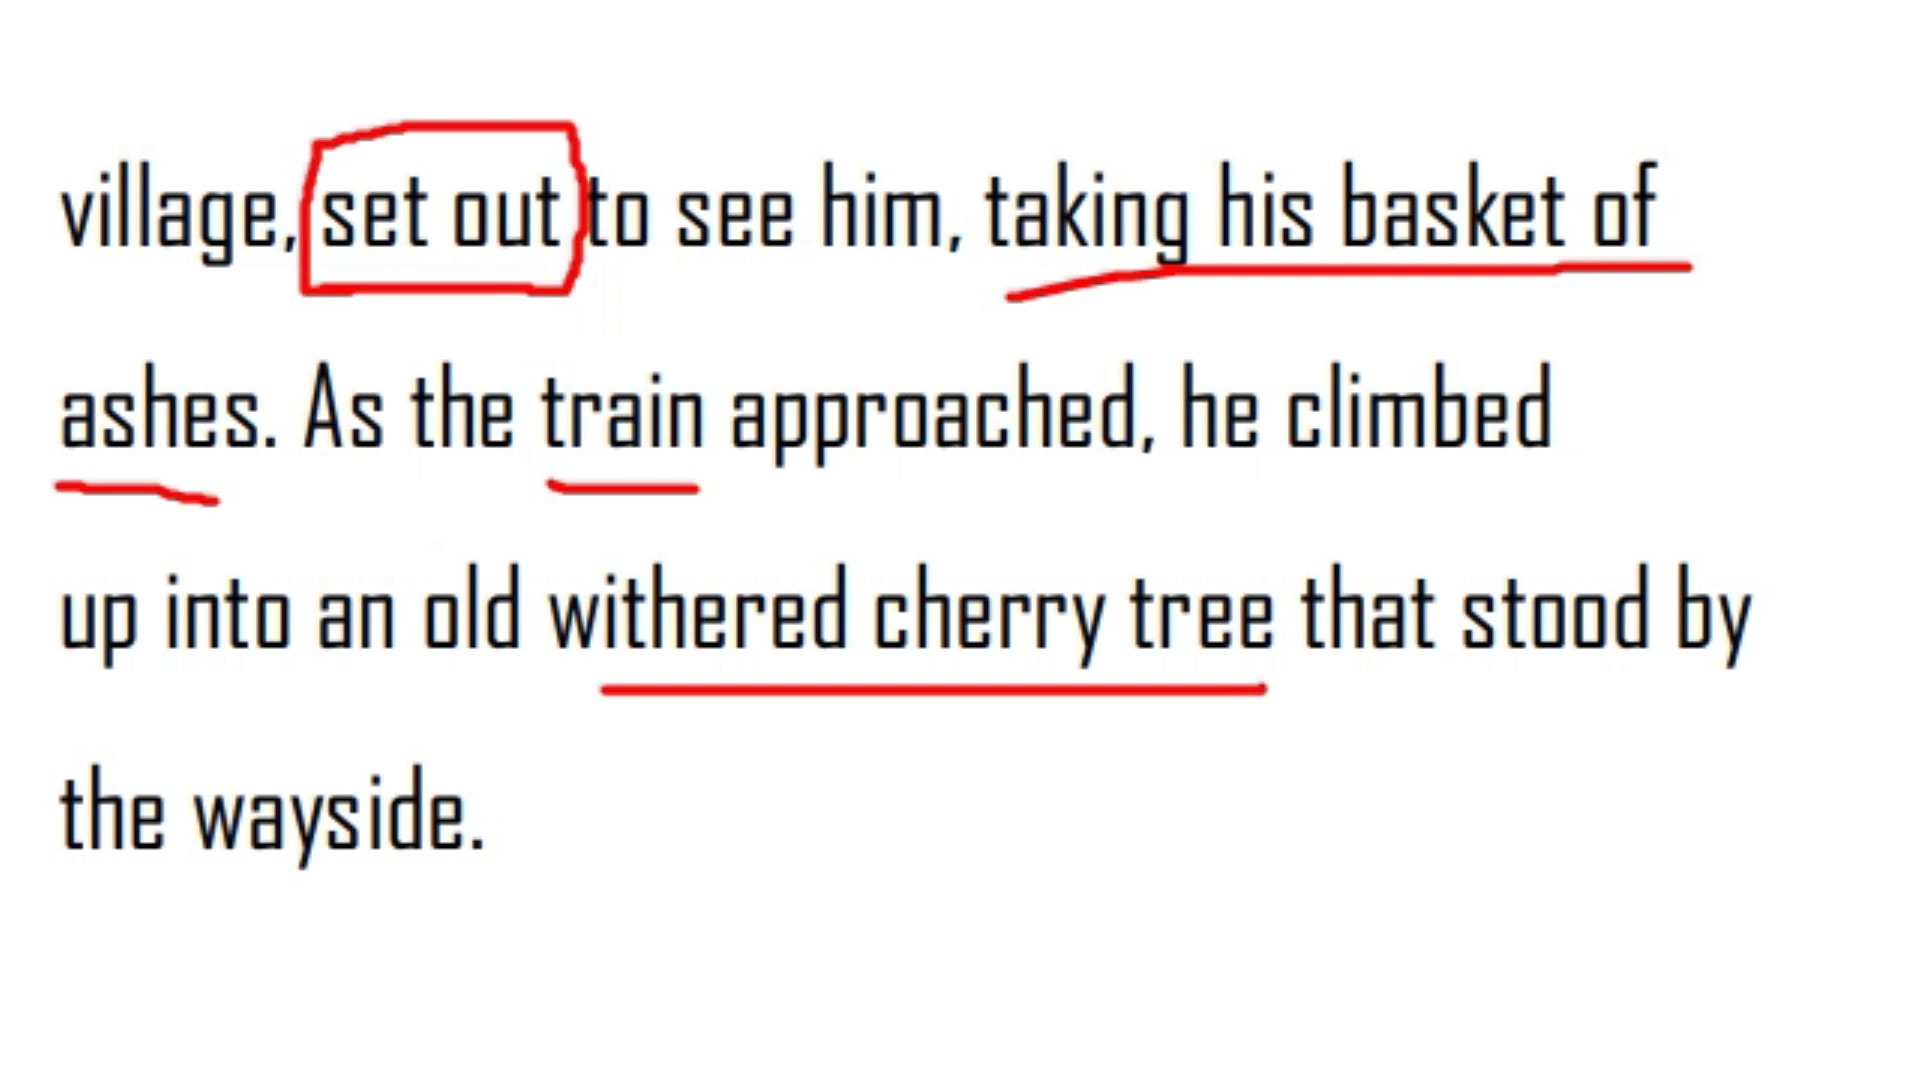 village, set out to see him, taking his basket of
ashes. As the train approached, he climbed
up into an old withered cherry tree that stood by
the wayside.